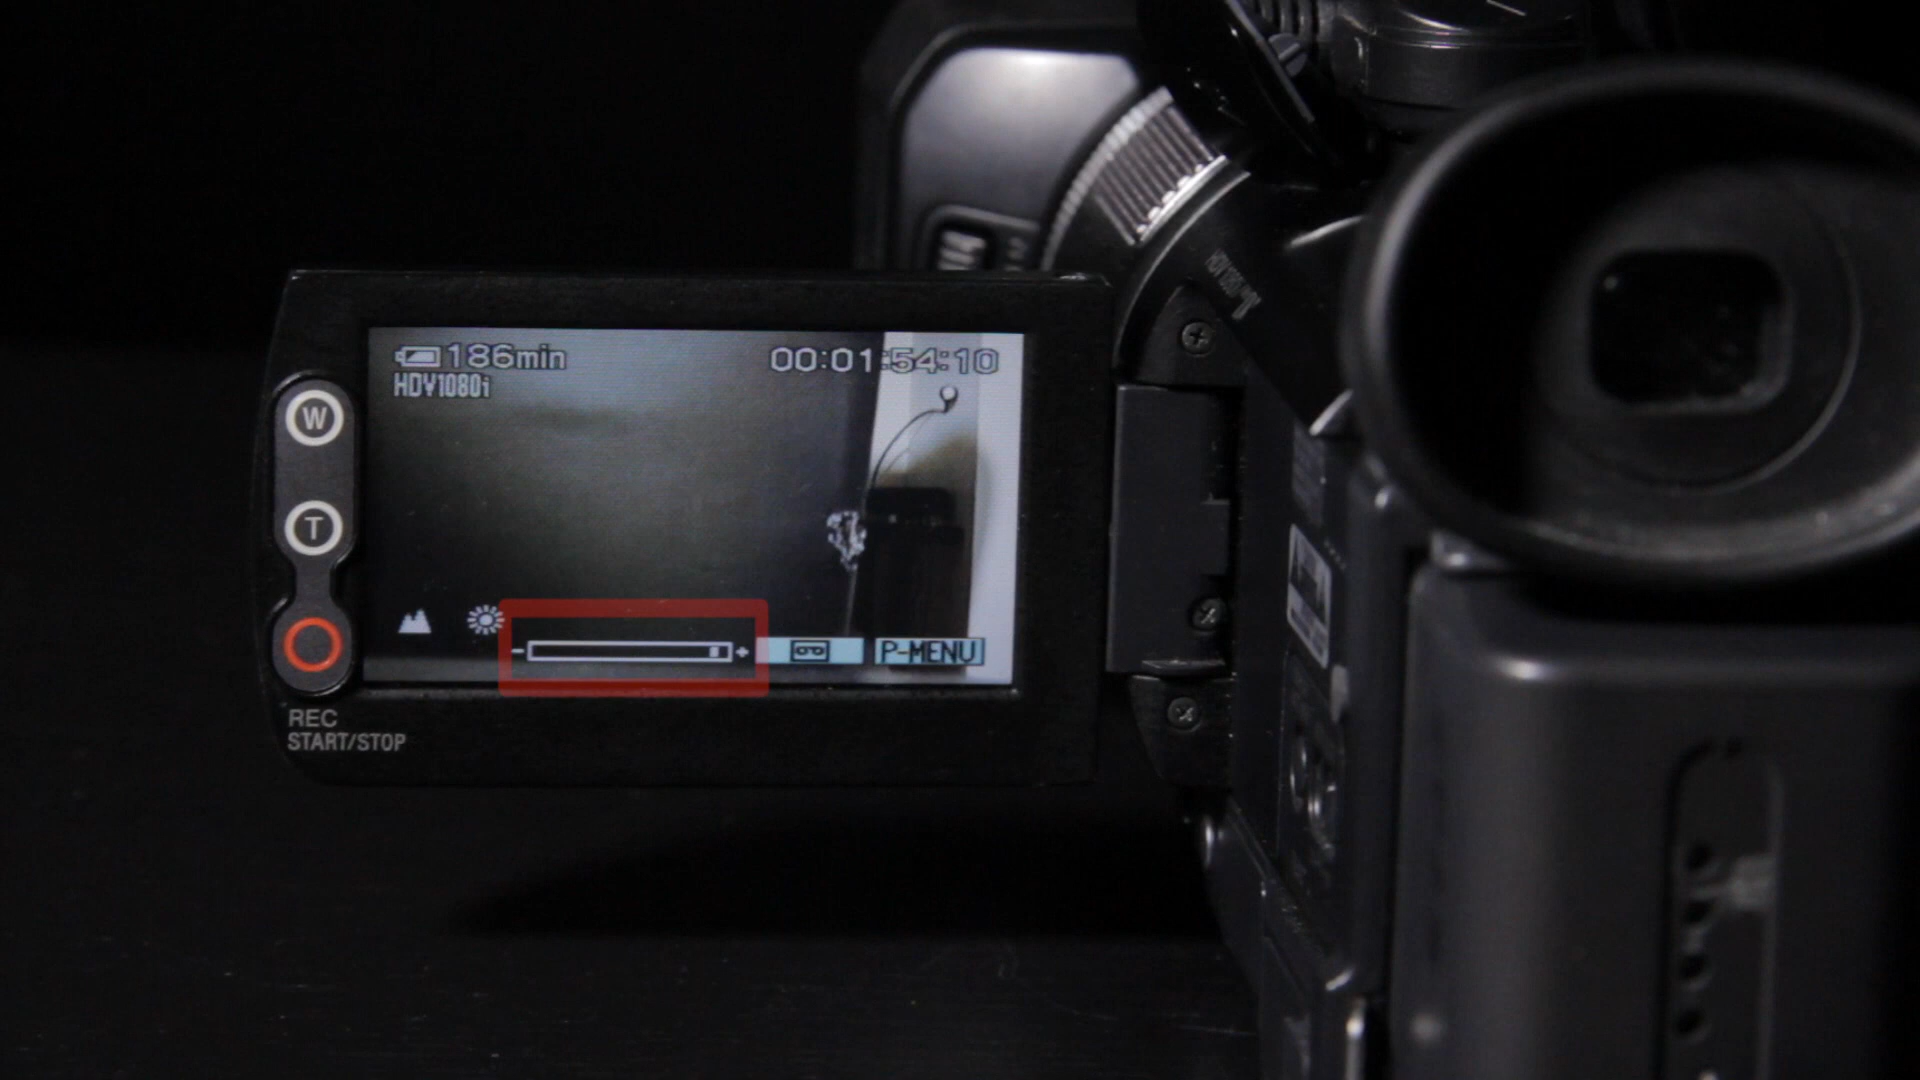 186min
00:01:54:10
HDV1080i
W
T
- +
P-MENU
REC
START/STOP